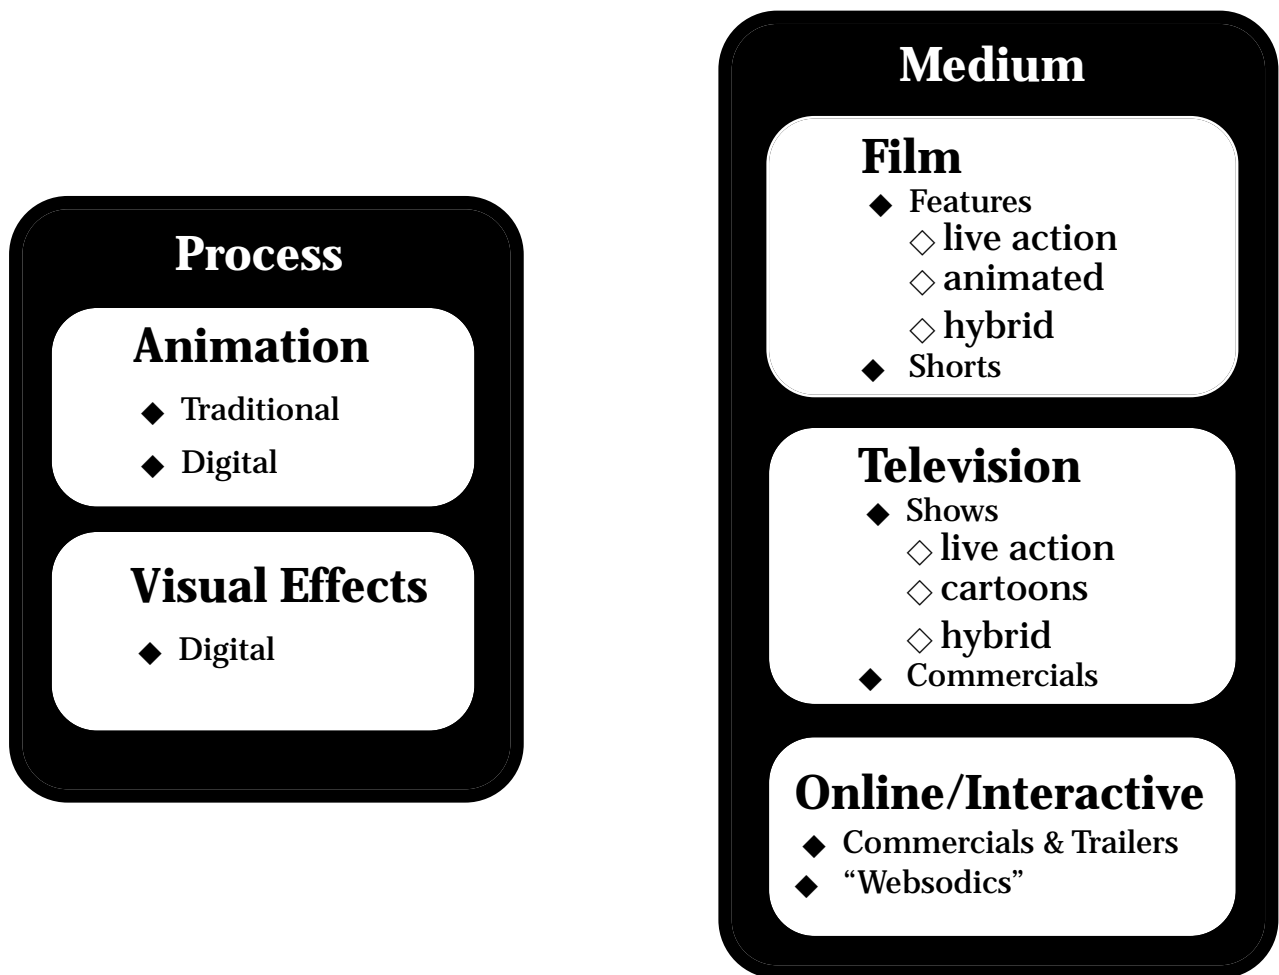 Process
Animation
◆ Traditional
◆ Digital
Visual Effects
◆ Digital
Medium
Film
◆ Features
◇ live action
◇ animated
◇ hybrid
◆ Shorts
Television
◆ Shows
◇ live action
◇ cartoons
◇ hybrid
◆ Commercials
Online/Interactive
◆ Commercials & Trailers
◆ “Websodics”